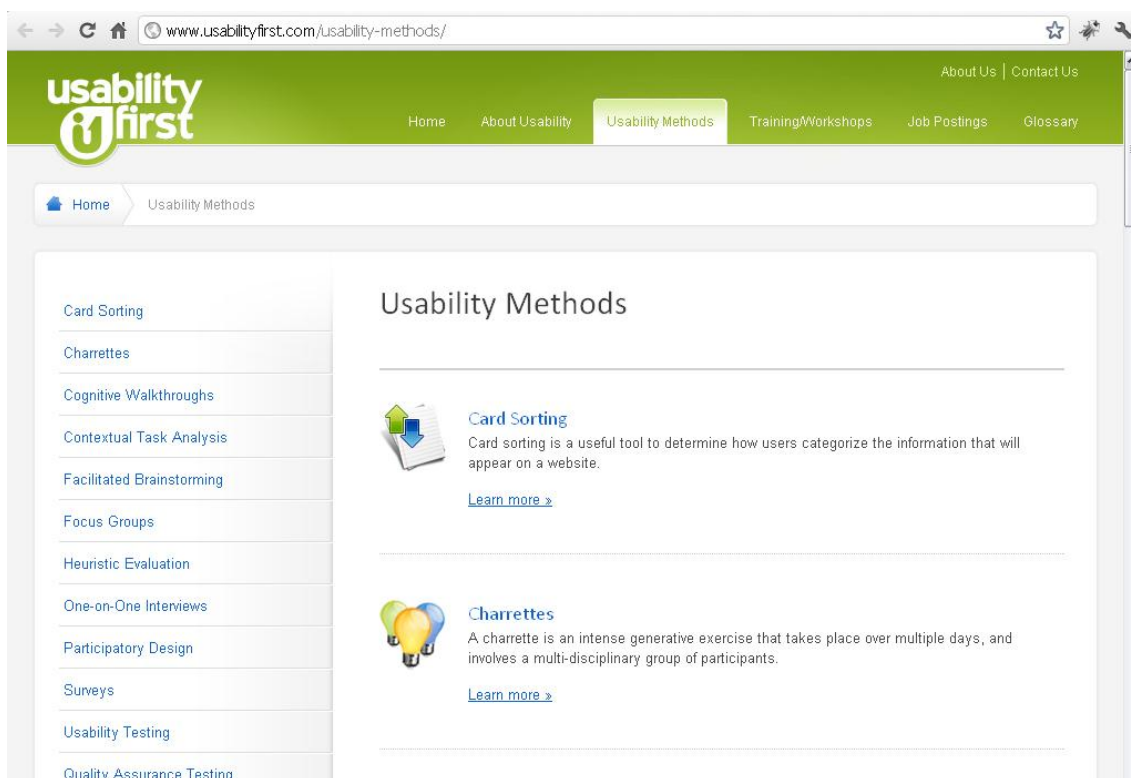 www.usabilityfirst.com/usability-methods/
About Us | Contact Us
usability
first
Home About Usability Usability Methods Training/Workshops Job Postings Glossary
Home Usability Methods
Card Sorting
Charrettes
Cognitive Walkthroughs
Contextual Task Analysis
Facilitated Brainstorming
Focus Groups
Heuristic Evaluation
One-on-One Interviews
Participatory Design
Surveys
Usability Testing
Quality Assurance Testing
Usability Methods
Card Sorting
Card sorting is a useful tool to determine how users categorize the information that will
appear on a website.
Learn more »
Charrettes
A charrette is an intense generative exercise that takes place over multiple days, and
involves a multi-disciplinary group of participants.
Learn more »